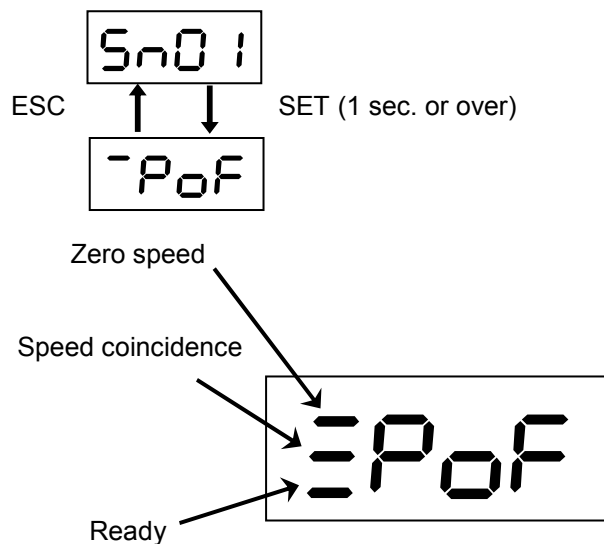 Sn01
ESC
SET (1 sec. or over)
¯PoF
Zero speed
Speed coincidence
PoF
Ready